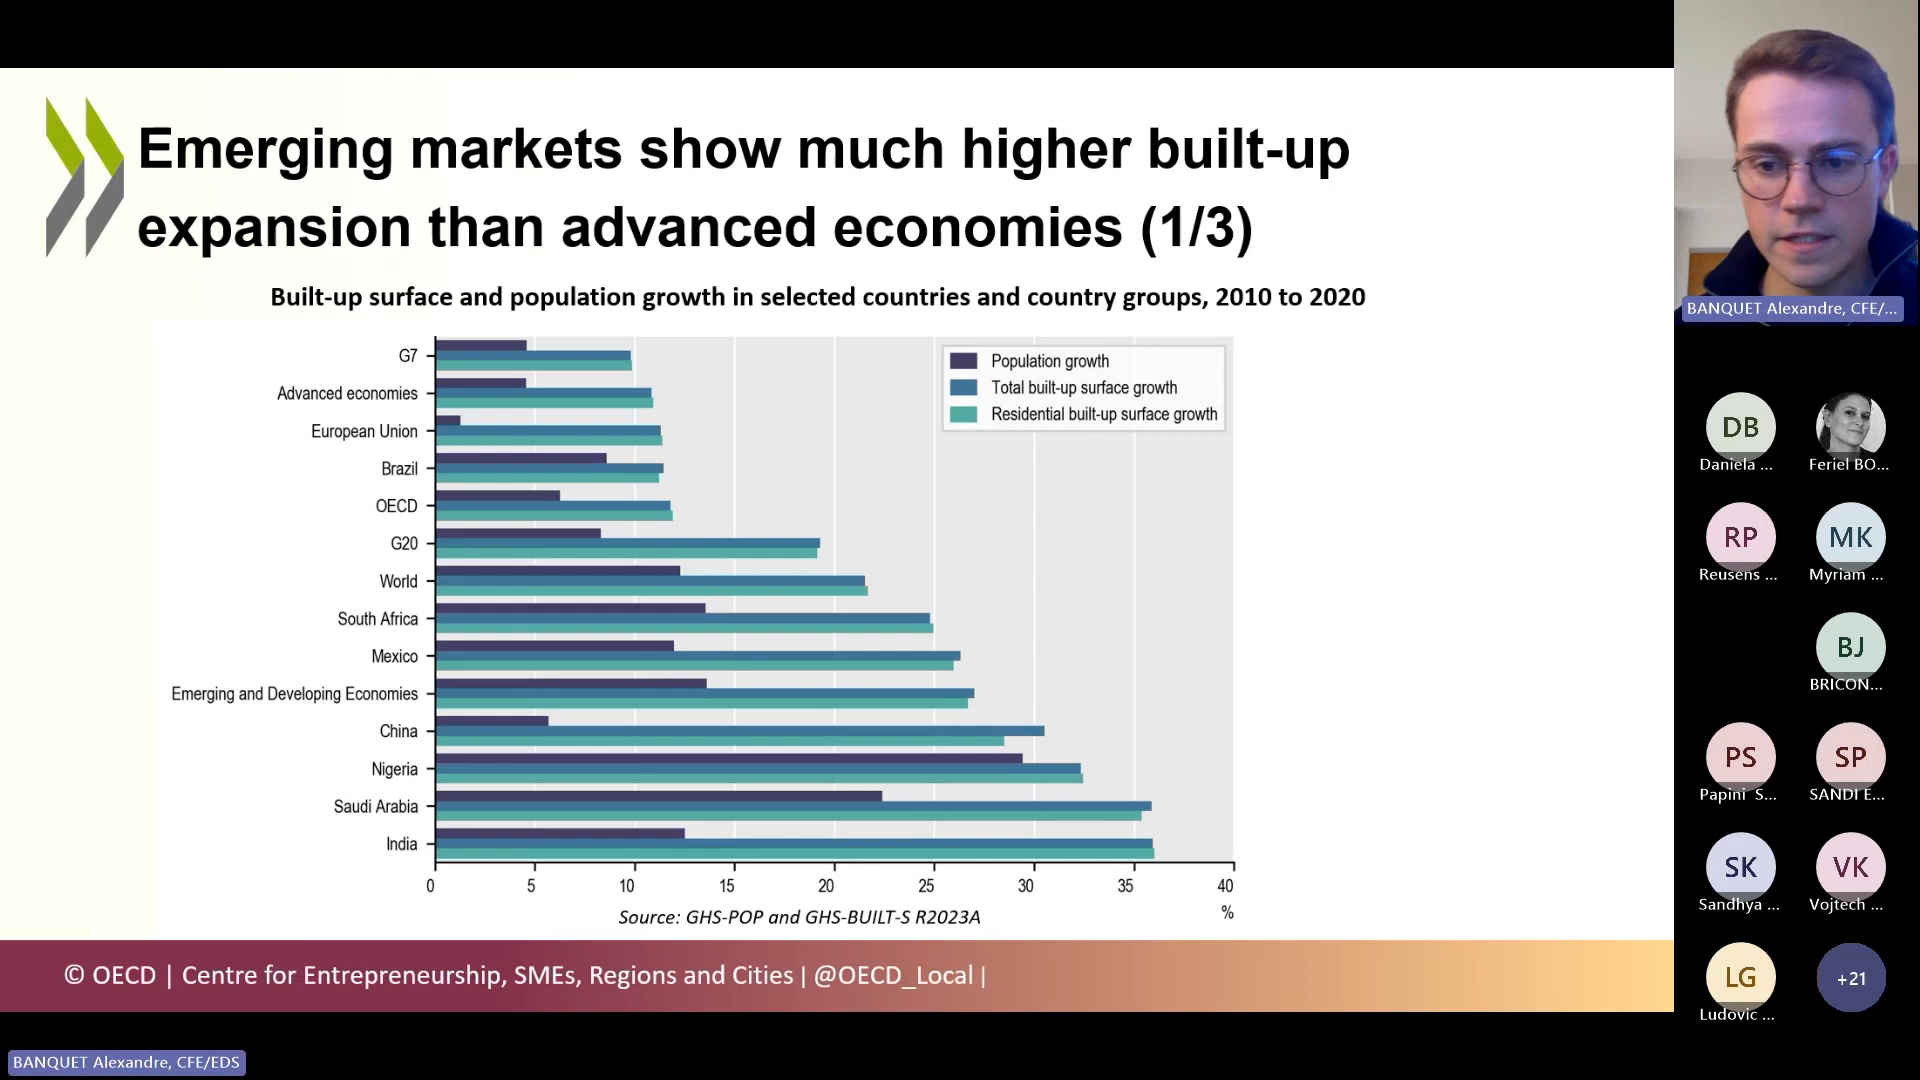 Emerging markets show much higher built-up
expansion than advanced economies (1/3)
Built-up surface and population growth in selected countries and country groups, 2010 to 2020
G7
Advanced economies
European Union
Brazil
OECD
G20
World
South Africa
Mexico
Emerging and Developing Economies
China
Nigeria
Saudi Arabia
India
Population growth
Total built-up surface growth
Residential built-up surface growth
0 5 10 15 20 25 30 35 40
%
Source: GHS-POP and GHS-BUILT-S R2023A
© OECD | Centre for Entrepreneurship, SMEs, Regions and Cities | @OECD_Local |
BANQUET Alexandre, CFE/EDS
BANQUET Alexandre, CFE/...
DB
Daniela ...
Feriel BO...
RP
Reusens ...
MK
Myriam ...
BJ
BRICON...
PS
Papini S...
SP
SANDI E...
SK
Sandhya ...
VK
Vojtech ...
LG
Ludovic ...
+21